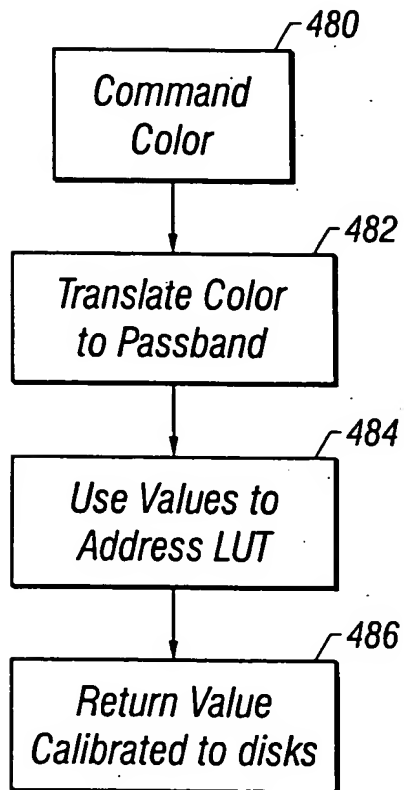 480
Command
Color
482
Translate Color
to Passband
484
Use Values to
Address LUT
486
Return Value
Calibrated to disks